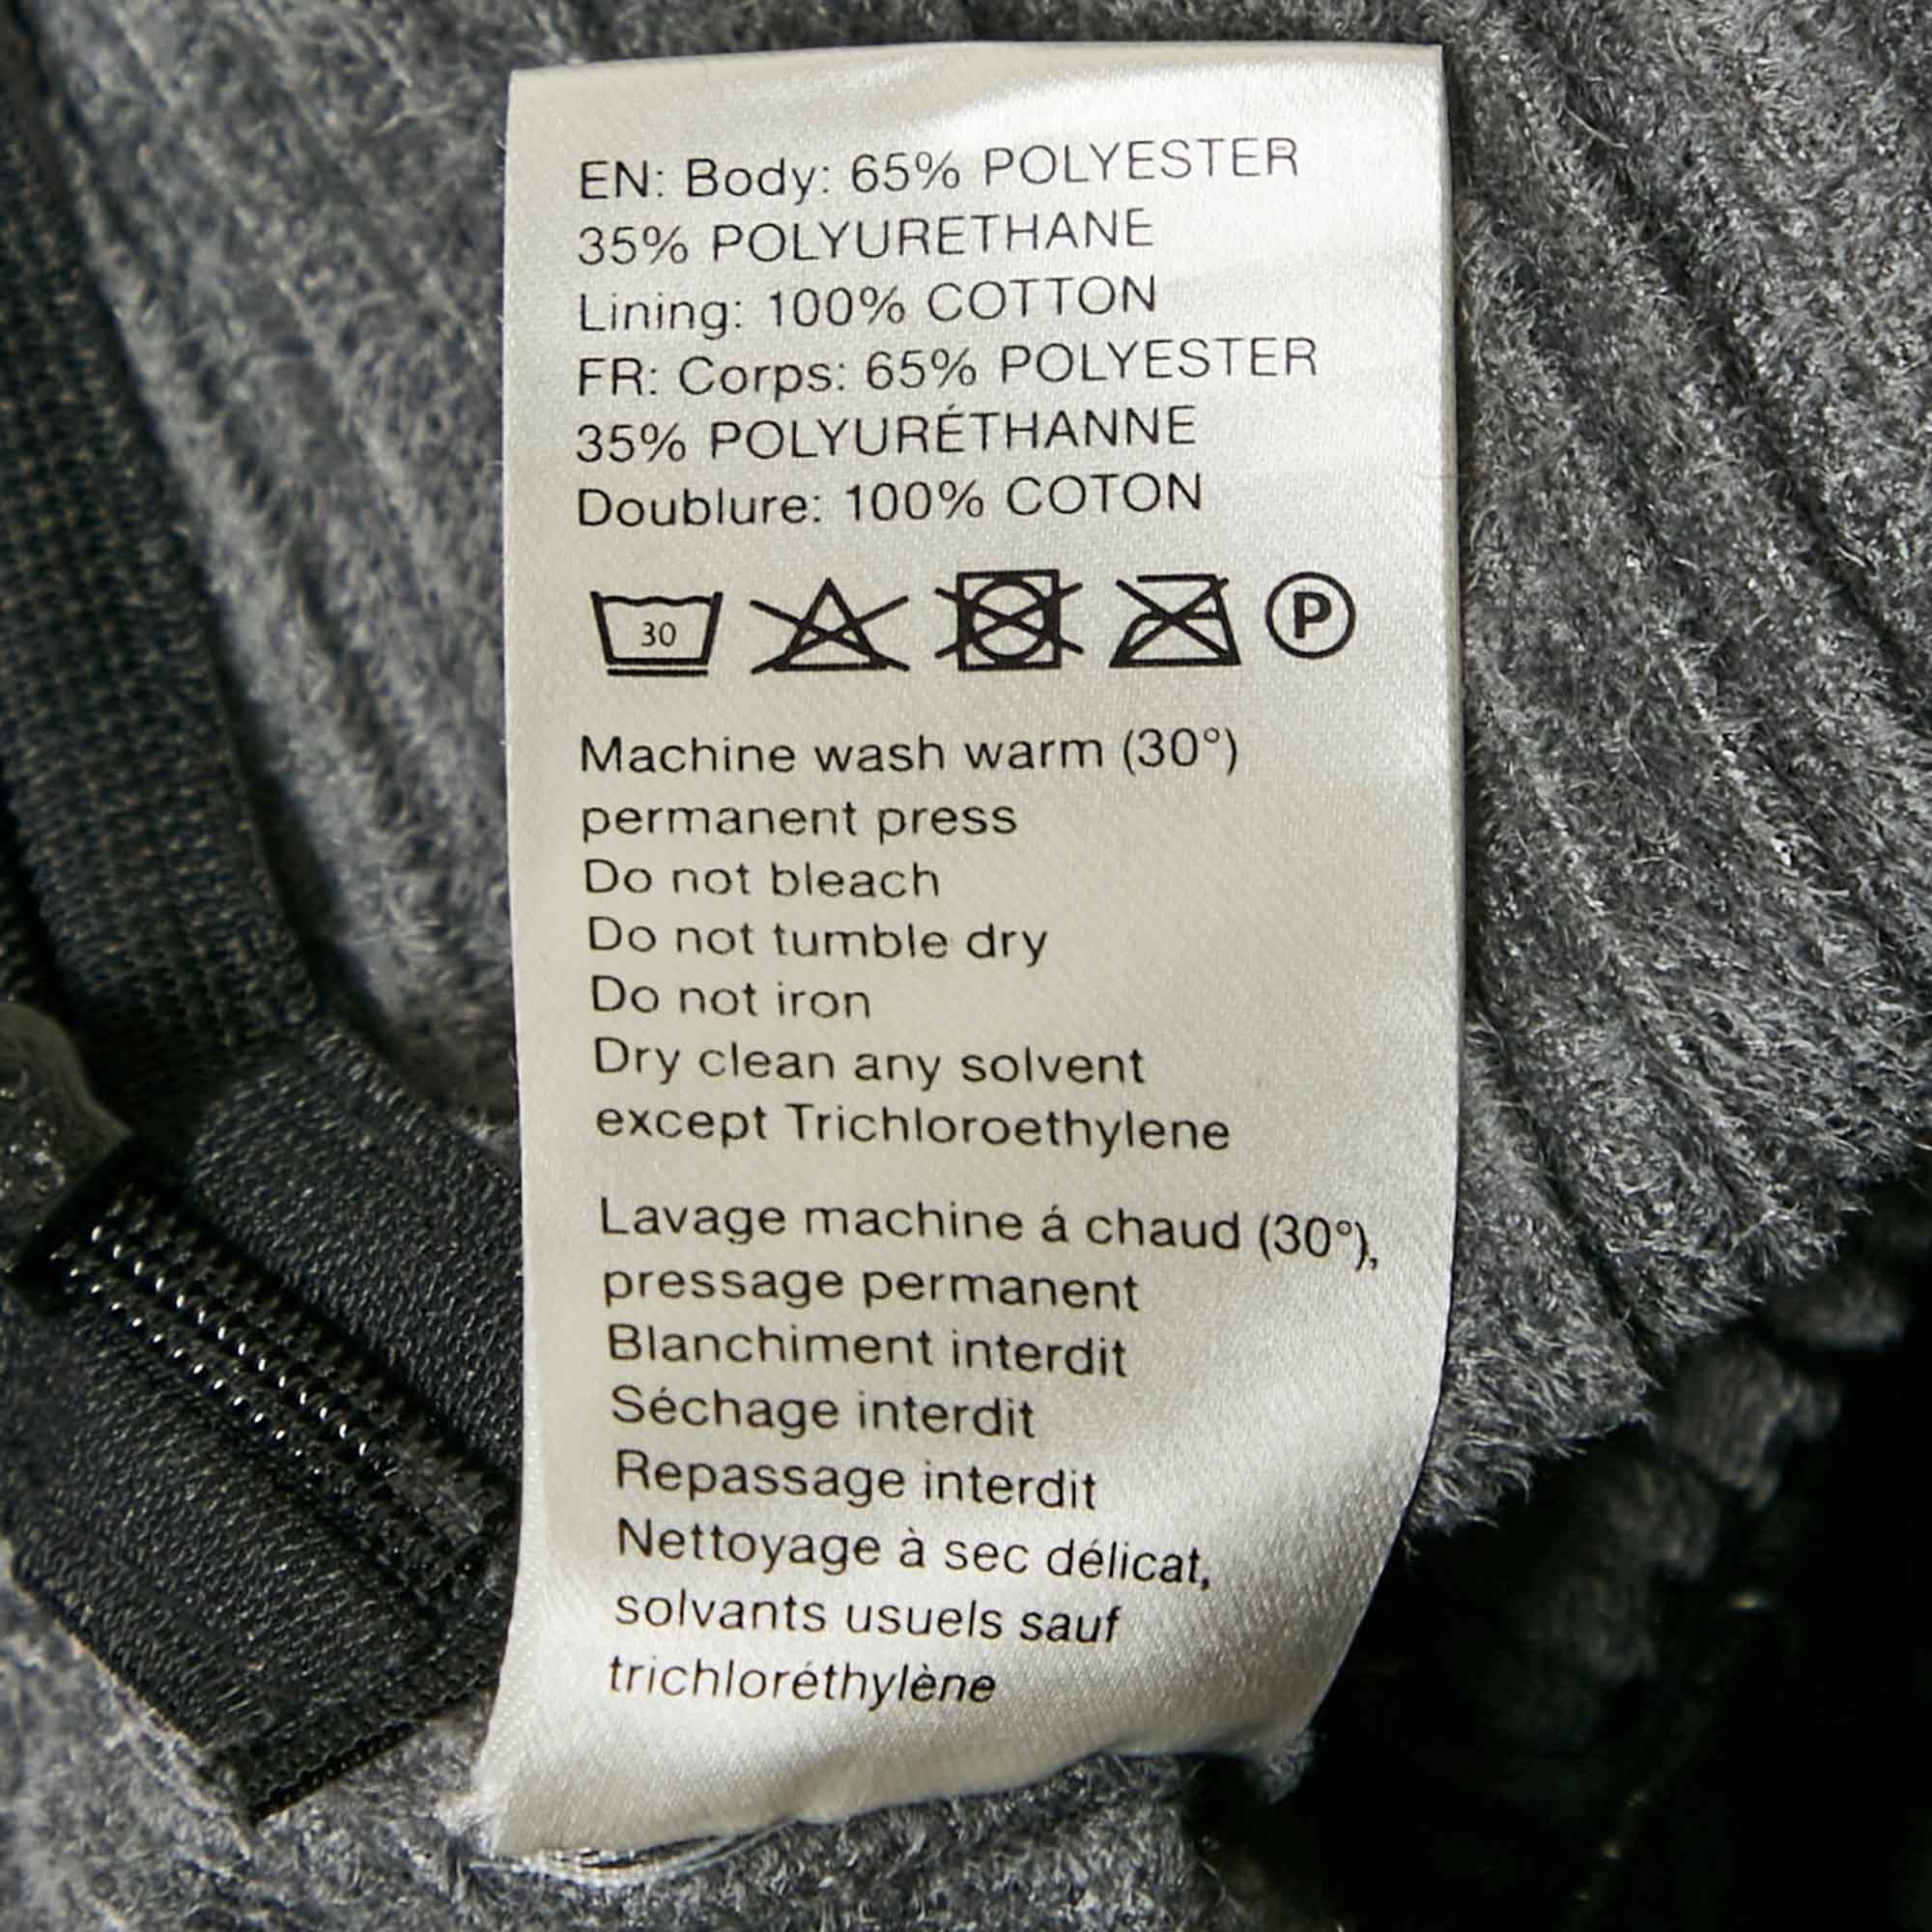 EN: Body: 65% POLYESTER
35% POLYURETHANE
Lining: 100% COTTON
FR: Corps: 65% POLYESTER
35% POLYURÉTHANNE
Doublure: 100% COTON
30 P
Machine wash warm (30°)
permanent press
Do not bleach
Do not tumble dry
Do not iron
Dry clean any solvent
except Trichloroethylene
Lavage machine á chaud (30°),
pressage permanent
Blanchiment interdit
Séchage interdit
Repassage interdit
Nettoyage à sec délicat,
solvants usuels sauf
trichloréthylène